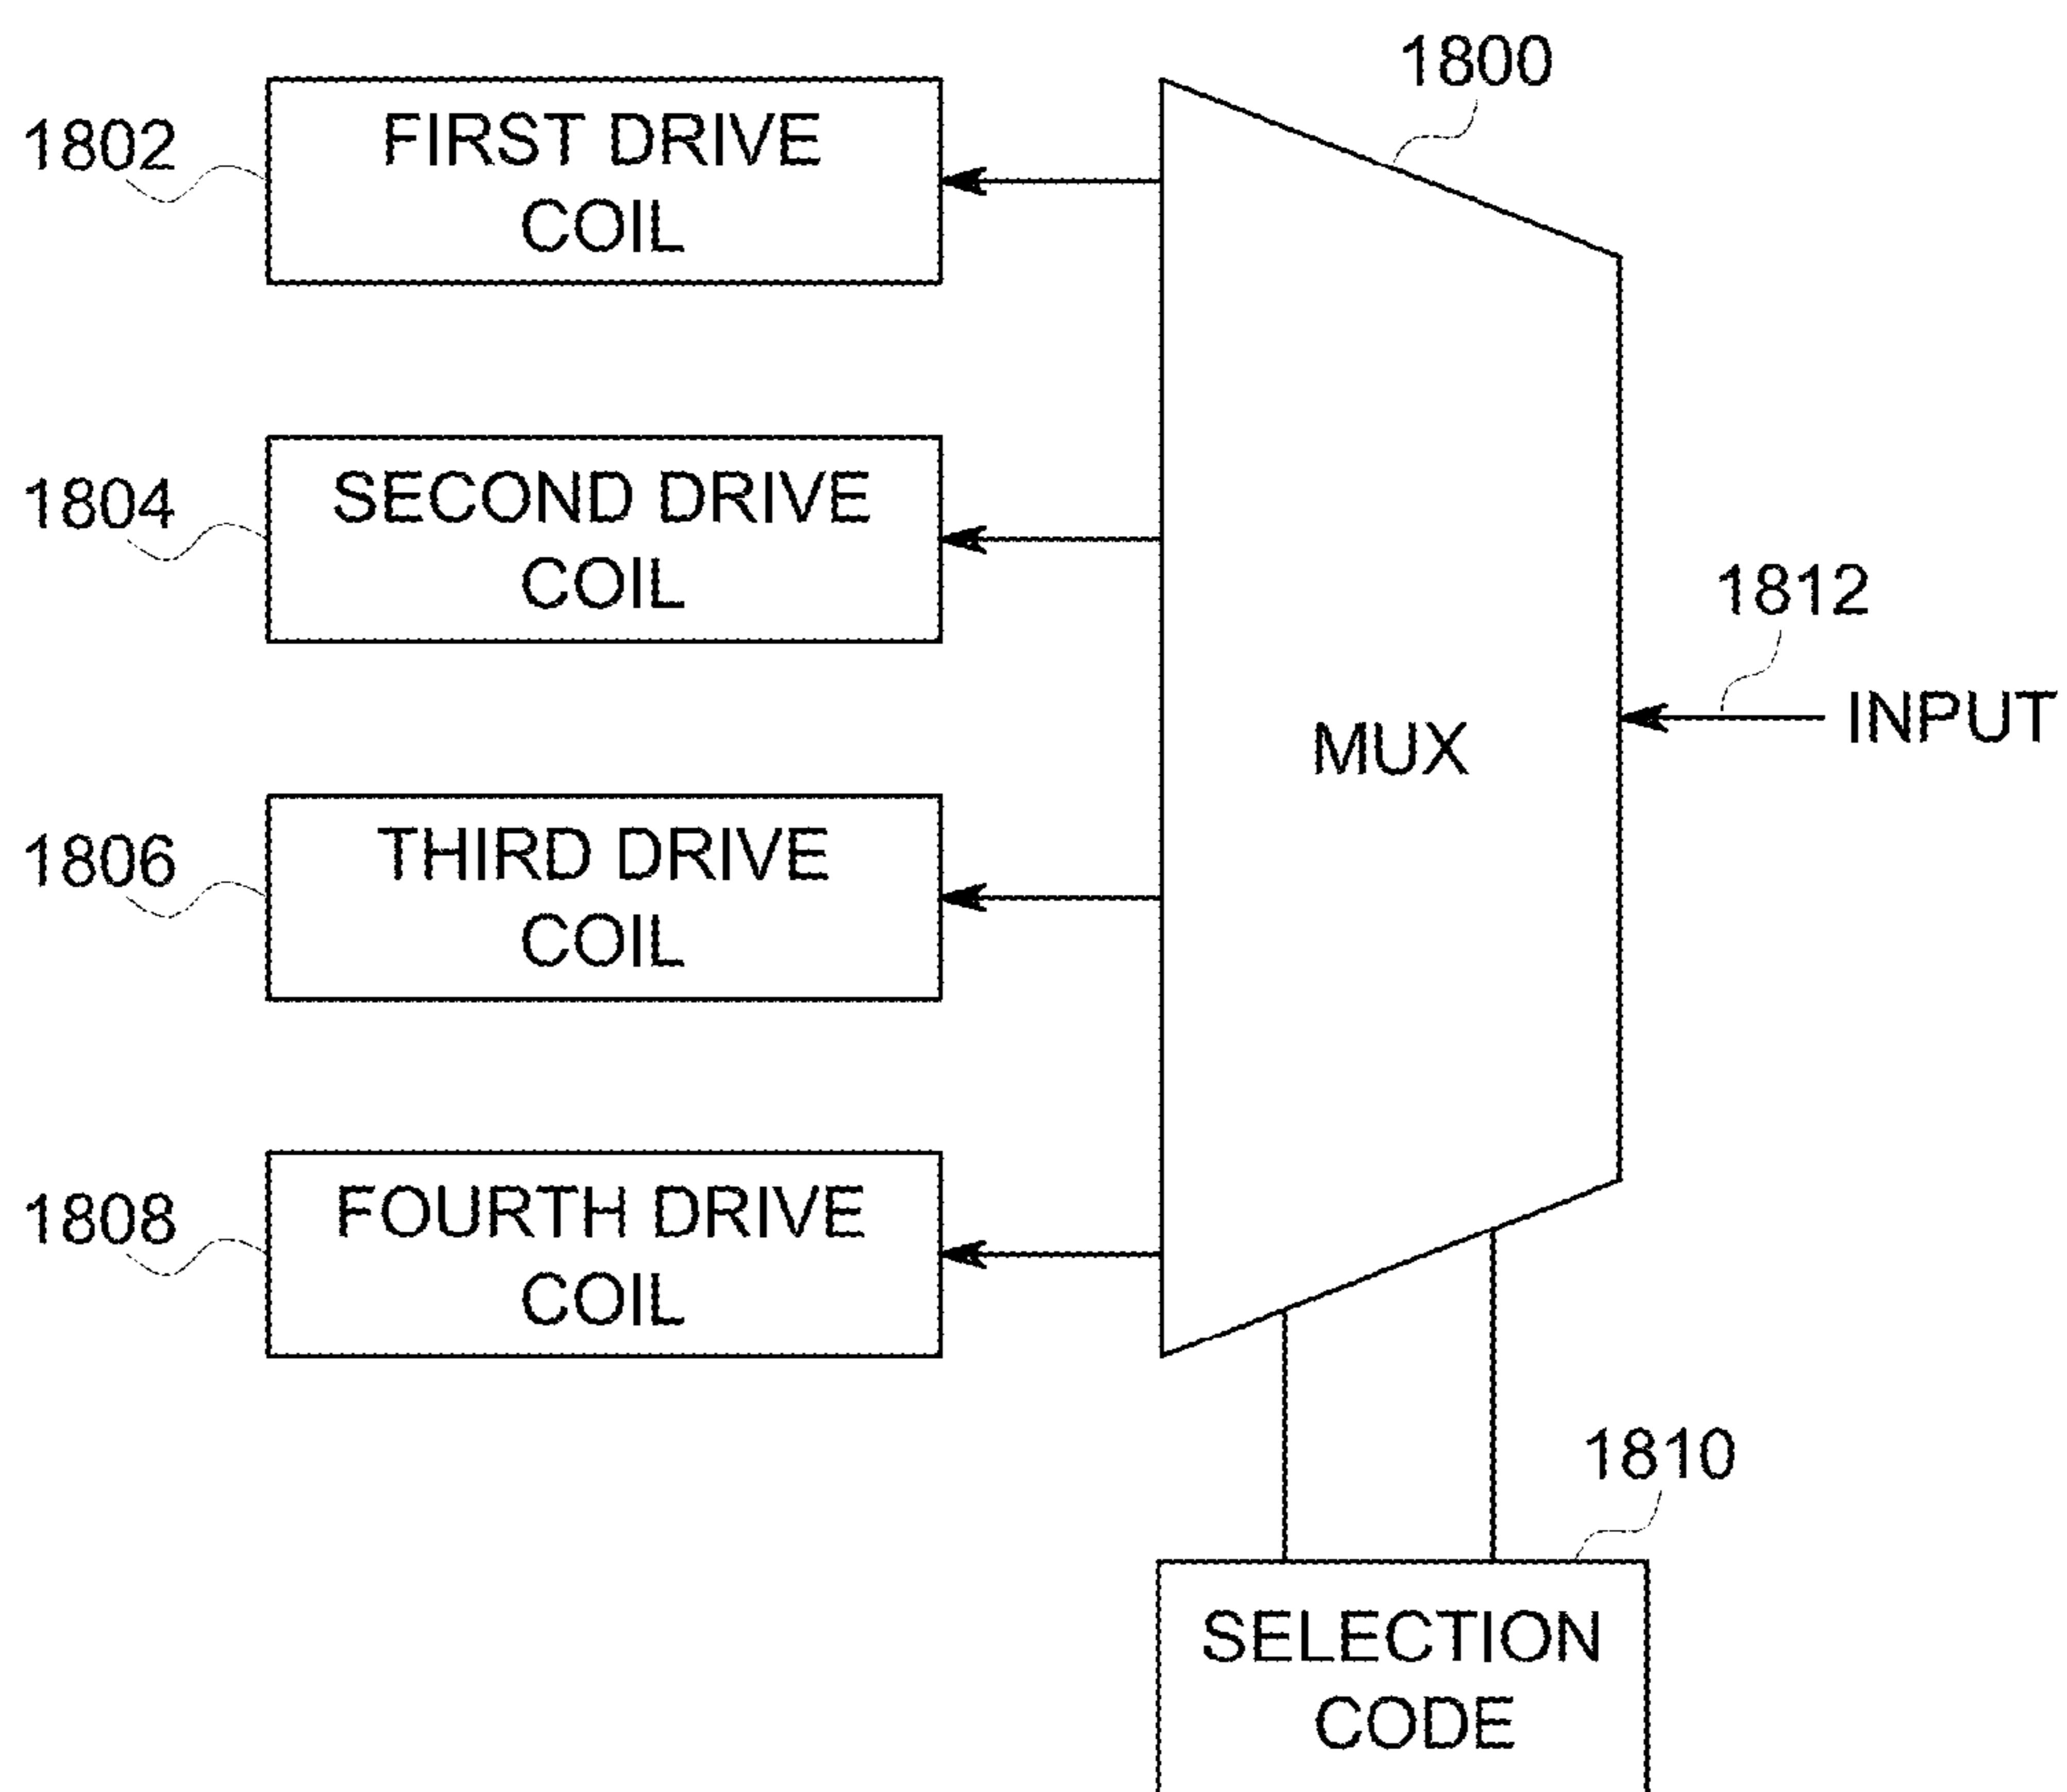 1800
1802
FIRST DRIVE
COIL
1804
SECOND DRIVE
COIL
1812
INPUT
MUX
1806
THIRD DRIVE
COIL
1808
FOURTH DRIVE
COIL
1810
SELECTION
CODE